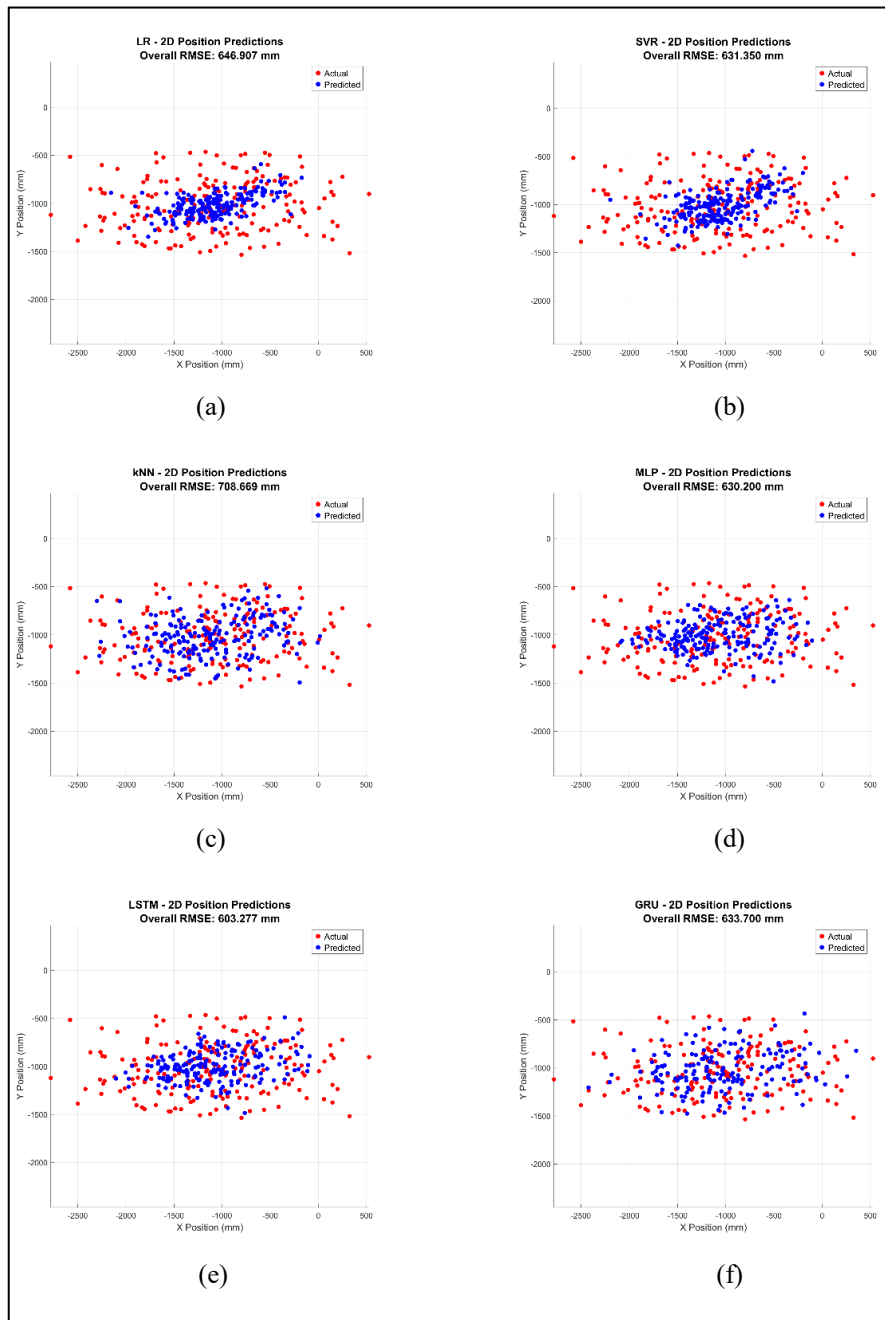 LR - 2D Position Predictions
Overall RMSE: 646.907 mm
Actual
Predicted
0
-500
-1000
-1500
-2000
Y Position (mm)
-2500 -2000 -1500 -1000 -500 0 500
X Position (mm)
(a)
SVR - 2D Position Predictions
Overall RMSE: 631.350 mm
Actual
Predicted
0
-500
-1000
-1500
-2000
Y Position (mm)
-2500 -2000 -1500 -1000 -500 0 500
X Position (mm)
(b)
kNN - 2D Position Predictions
Overall RMSE: 708.669 mm
Actual
Predicted
0
-500
-1000
-1500
-2000
Y Position (mm)
-2500 -2000 -1500 -1000 -500 0 500
X Position (mm)
(c)
MLP - 2D Position Predictions
Overall RMSE: 630.200 mm
Actual
Predicted
0
-500
-1000
-1500
-2000
Y Position (mm)
-2500 -2000 -1500 -1000 -500 0 500
X Position (mm)
(d)
LSTM - 2D Position Predictions
Overall RMSE: 603.277 mm
Actual
Predicted
0
-500
-1000
-1500
-2000
Y Position (mm)
-2500 -2000 -1500 -1000 -500 0 500
X Position (mm)
(e)
GRU - 2D Position Predictions
Overall RMSE: 633.700 mm
Actual
Predicted
0
-500
-1000
-1500
-2000
Y Position (mm)
-2500 -2000 -1500 -1000 -500 0 500
X Position (mm)
(f)